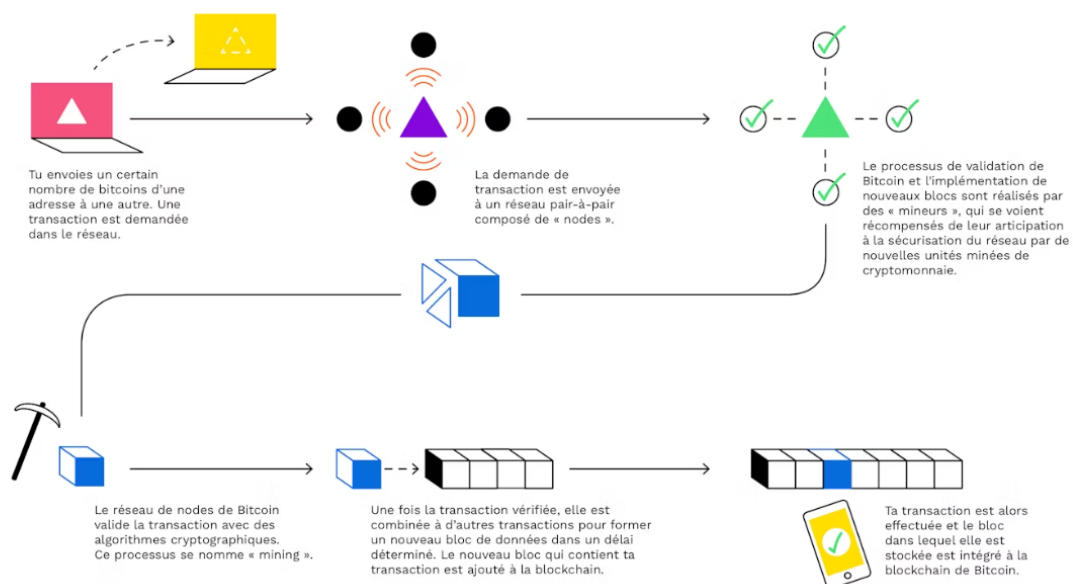 Tu envoies un certain
nombre de bitcoins d'une
adresse à une autre. Une
transaction est demandée
dans le réseau.
La demande de
transaction est envoyée
à un réseau pair-à-pair
composé de « nodes ».
Le processus de validation de
Bitcoin et l'implémentation de
nouveaux blocs sont réalisés par
des « mineurs », qui se voient
récompensés de leur articipation
à la sécurisation du réseau par de
nouvelles unités minées de
cryptomonnaie.
Le réseau de nodes de Bitcoin
valide la transaction avec des
algorithmes cryptographiques.
Ce processus se nomme « mining ».
Une fois la transaction vérifiée, elle est
combinée à d'autres transactions pour former
un nouveau bloc de données dans un délai
déterminé. Le nouveau bloc qui contient ta
transaction est ajouté à la blockchain.
Ta transaction est alors
effectuée et le bloc
dans lequel elle est
stockée est intégré à la
blockchain de Bitcoin.